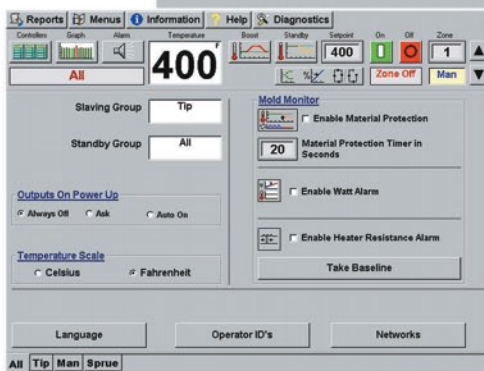 Reports Menus Information Help Diagnostics
Controllers Graph Alarm Temperature Boost Standby Setpoint On Off Zone
400 F 400 1
All Zone Off Man
Slaving Group Tip
Standby Group All
Outputs On Power Up
Always Off Ask Auto On
Temperature Scale
Celsius Fahrenheit
Mold Monitor
Enable Material Protection
20 Material Protection Timer in
Seconds
Enable Watt Alarm
Enable Heater Resistance Alarm
Take Baseline
Language Operator ID's Networks
All Tip Man Sprue